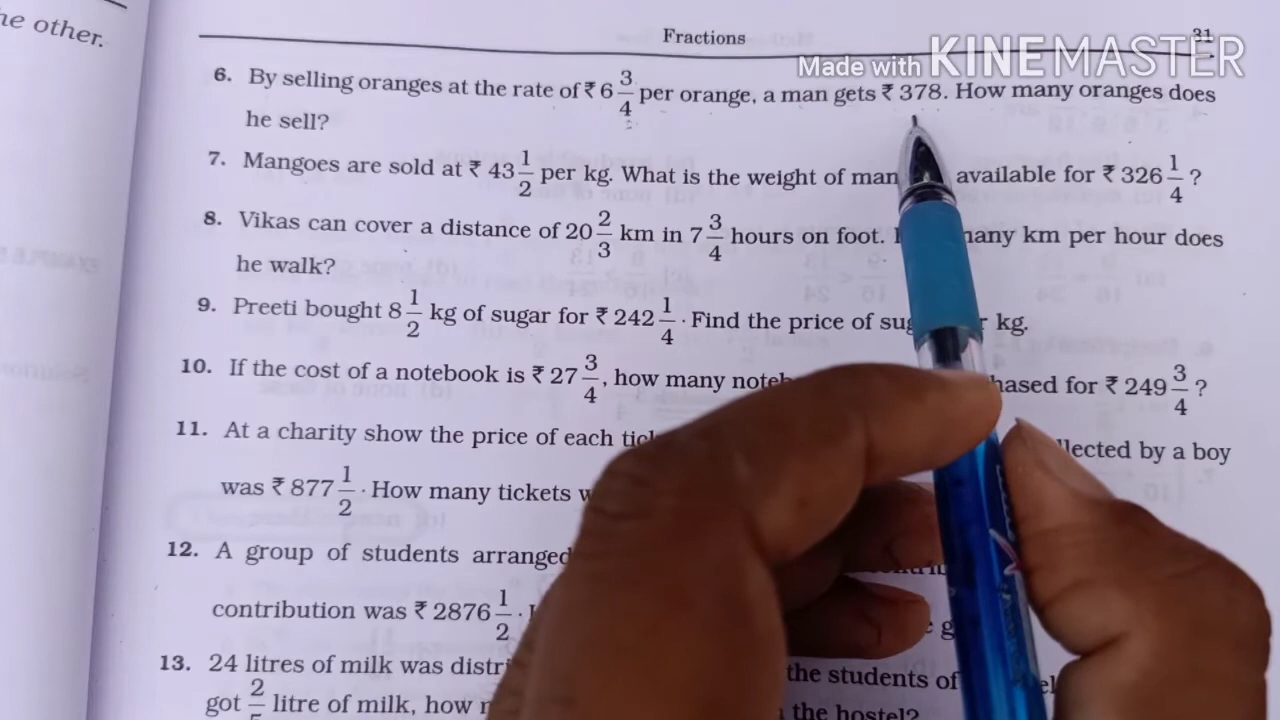 he other.
Fractions 31
Made with KINEMASTER
6. By selling oranges at the rate of ₹ 6 3/4 per orange, a man gets ₹ 378. How many oranges does
he sell?
7. Mangoes are sold at ₹ 43 1/2 per kg. What is the weight of man available for ₹ 326 1/4 ?
8. Vikas can cover a distance of 20 2/3 km in 7 3/4 hours on foot. many km per hour does
he walk?
9. Preeti bought 8 1/2 kg of sugar for ₹ 242 1/4 . Find the price of sug r kg.
10. If the cost of a notebook is ₹ 27 3/4, how many noteb hased for ₹ 249 3/4 ?
11. At a charity show the price of each tic llected by a boy
was ₹ 877 1/2 . How many tickets w
12. A group of students arranged
contribution was ₹ 2876 1/2 .
13. 24 litres of milk was distri the students of el
got 2/5 litre of milk, how the hostel?